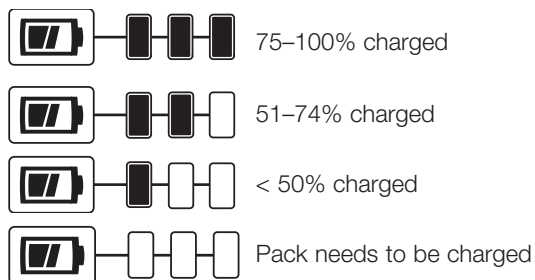 75–100% charged
51–74% charged
< 50% charged
Pack needs to be charged